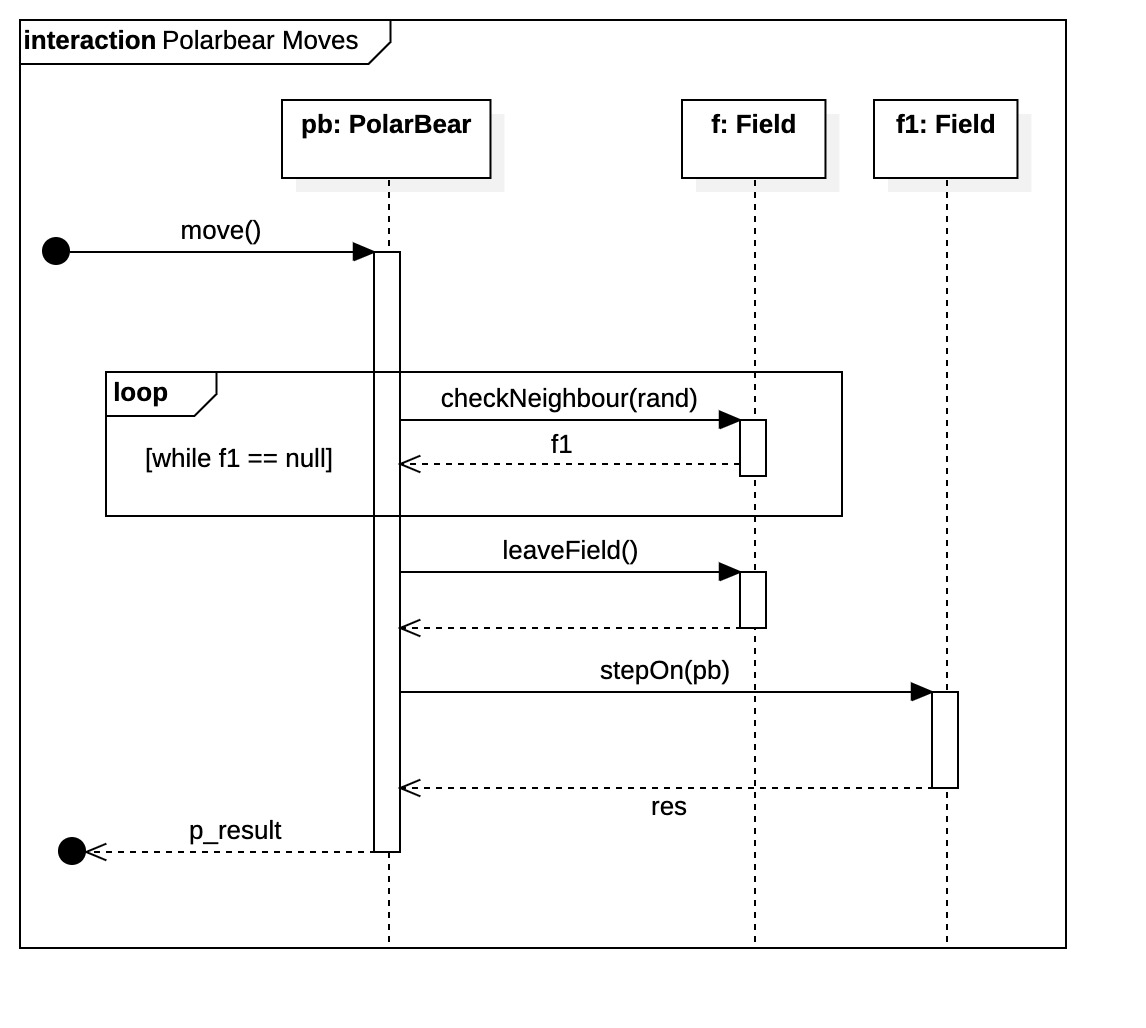 interaction Polarbear Moves
pb: PolarBear
f: Field
f1: Field
move()
loop
checkNeighbour(rand)
f1
[while f1 == null]
leaveField()
stepOn(pb)
res
p_result